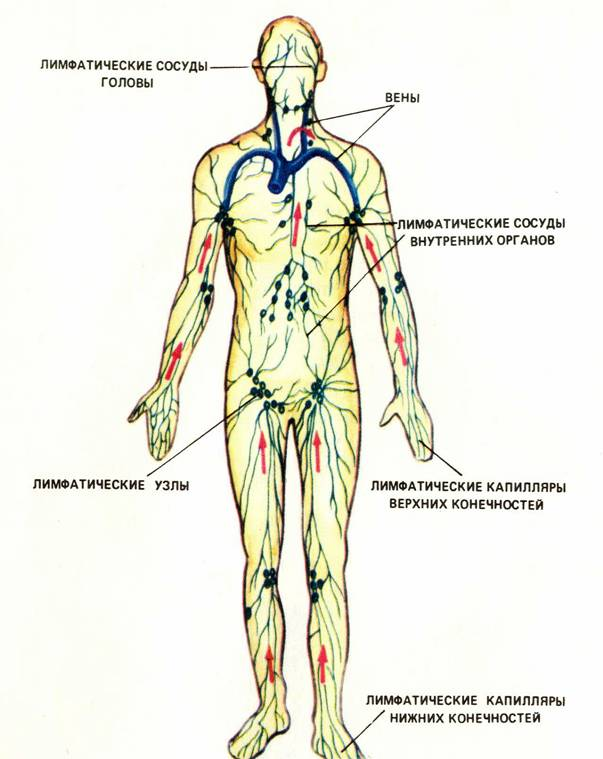 ЛИМФАТИЧЕСКИЕ СОСУДЫ
ГОЛОВЫ
ВЕНЫ
ЛИМФАТИЧЕСКИЕ СОСУДЫ
ВНУТРЕННИХ ОРГАНОВ
ЛИМФАТИЧЕСКИЕ УЗЛЫ
ЛИМФАТИЧЕСКИЕ КАПИЛЛЯРЫ
ВЕРХНИХ КОНЕЧНОСТЕЙ
ЛИМФАТИЧЕСКИЕ КАПИЛЛЯРЫ
НИЖНИХ КОНЕЧНОСТЕЙ